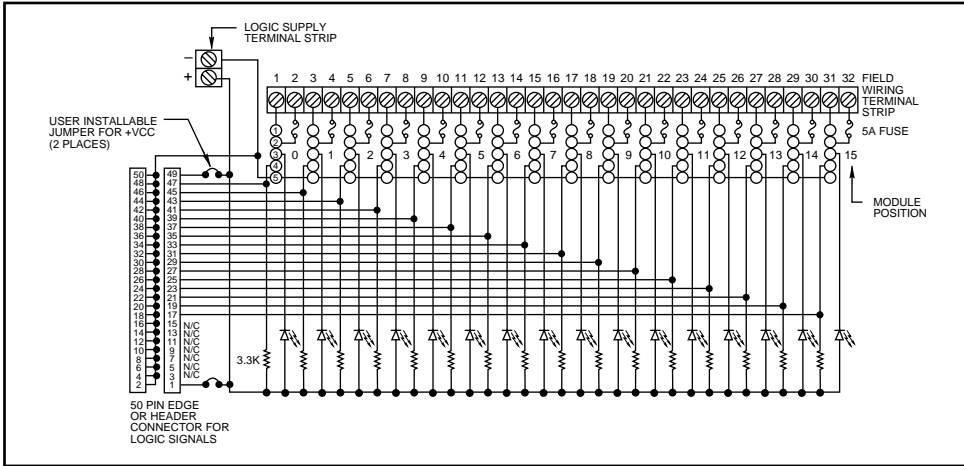 LOGIC SUPPLY
TERMINAL STRIP
−
+
USER INSTALLABLE
JUMPER FOR +VCC
(2 PLACES)
1 2 3 4 5 6 7 8 9 10 11 12 13 14 15 16 17 18 19 20 21 22 23 24 25 26 27 28 29 30 31 32
FIELD
WIRING
TERMINAL
STRIP
5A FUSE
1
2
3
4
5
0 1 2 3 4 5 6 7 8 9 10 11 12 13 14 15
MODULE
POSITION
50 49
48 47
46 45
44 43
42 41
40 39
38 37
36 35
34 33
32 31
30 29
28 27
26 25
24 23
22 21
20 19
18 17
16 15 N/C
14 13 N/C
12 11 N/C
10 9 N/C
8 7 N/C
6 5 N/C
4 3 N/C
2 1
3.3K
50 PIN EDGE
OR HEADER
CONNECTOR FOR
LOGIC SIGNALS